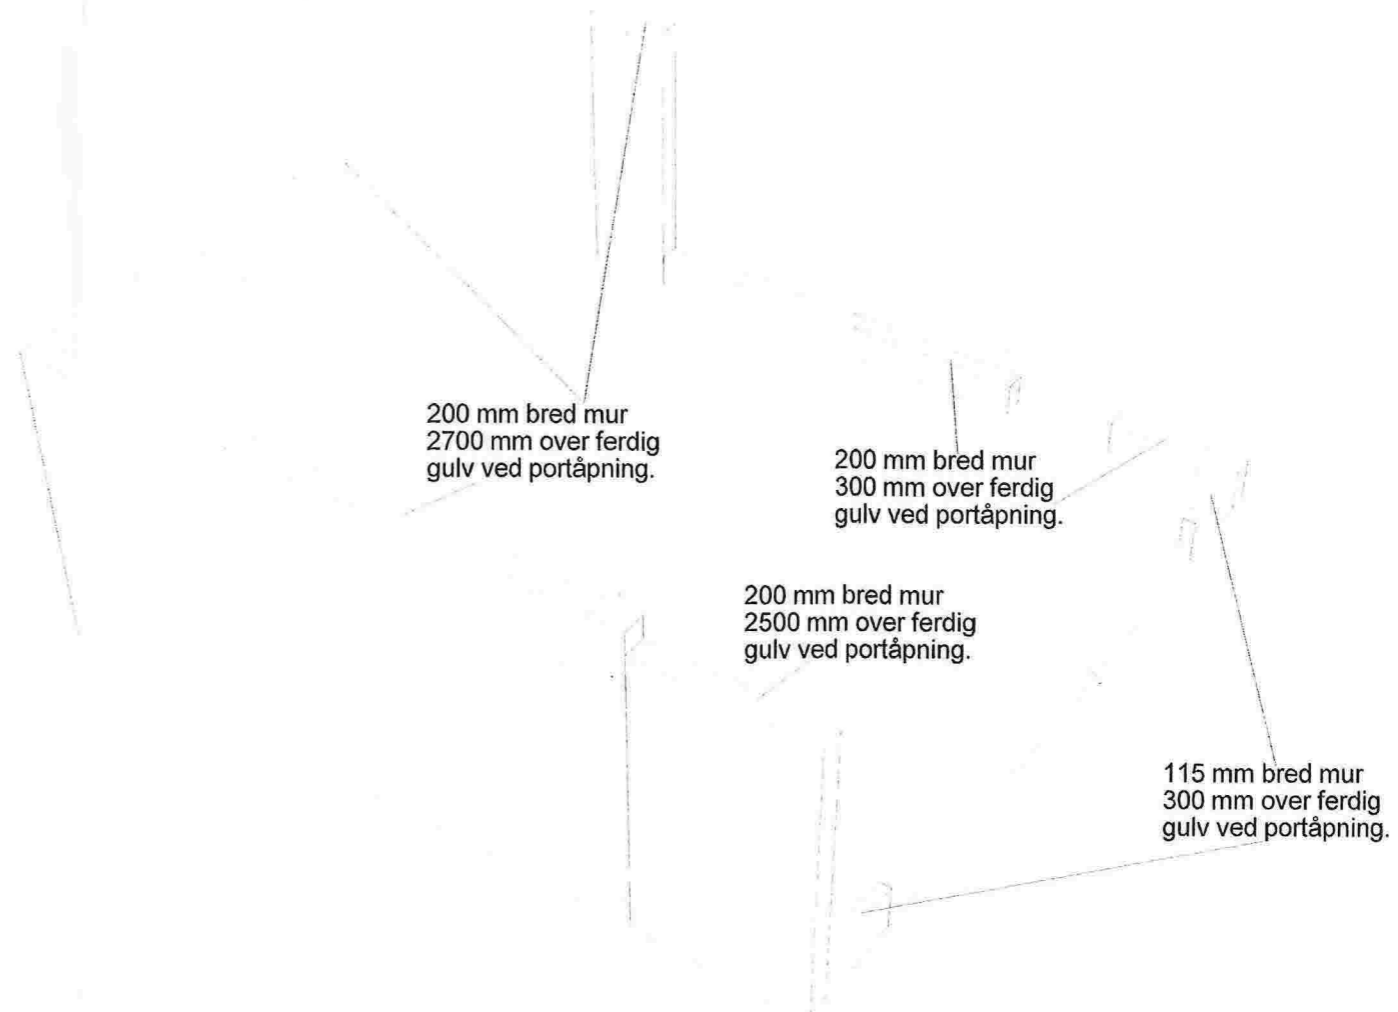 200 mm bred mur
2700 mm over ferdig
gulv ved portåpning.
200 mm bred mur
300 mm over ferdig
gulv ved portåpning.
200 mm bred mur
2500 mm over ferdig
gulv ved portåpning.
115 mm bred mur
300 mm over ferdig
gulv ved portåpning.